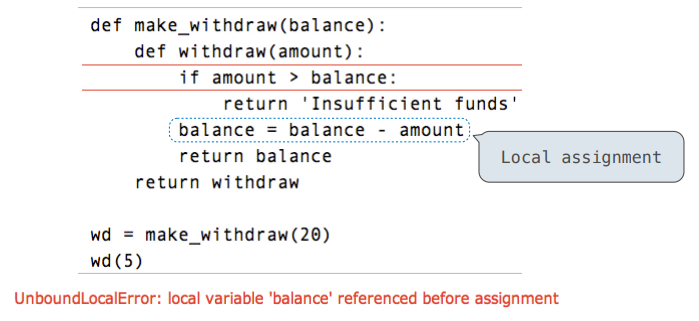 def make_withdraw(balance):
    def withdraw(amount):
        if amount > balance:
            return 'Insufficient funds'
        balance = balance - amount
Local assignment
        return balance
    return withdraw
wd = make_withdraw(20)
wd(5)
UnboundLocalError: local variable 'balance' referenced before assignment